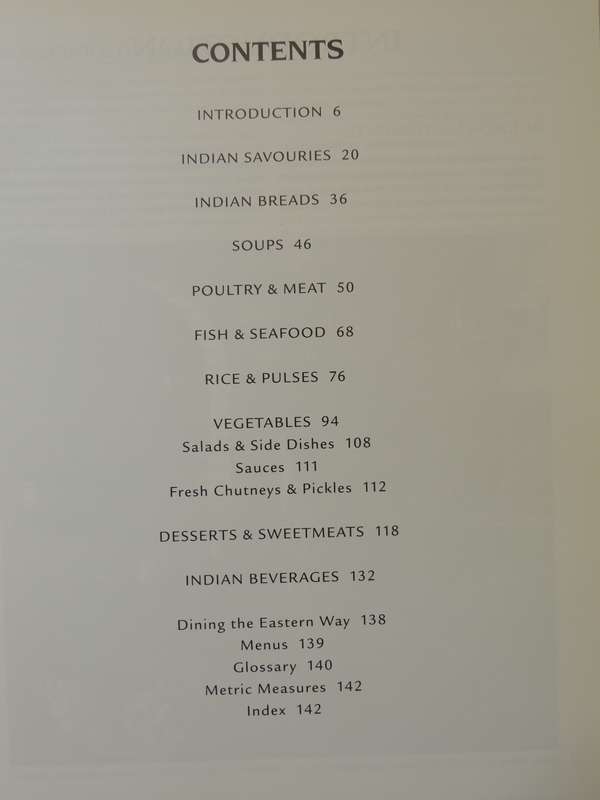 CONTENTS
INTRODUCTION 6
INDIAN SAVOURIES 20
INDIAN BREADS 36
SOUPS 46
POULTRY & MEAT 50
FISH & SEAFOOD 68
RICE & PULSES 76
VEGETABLES 94
Salads & Side Dishes 108
Sauces 111
Fresh Chutneys & Pickles 112
DESSERTS & SWEETMEATS 118
INDIAN BEVERAGES 132
Dining the Eastern Way 138
Menus 139
Glossary 140
Metric Measures 142
Index 142